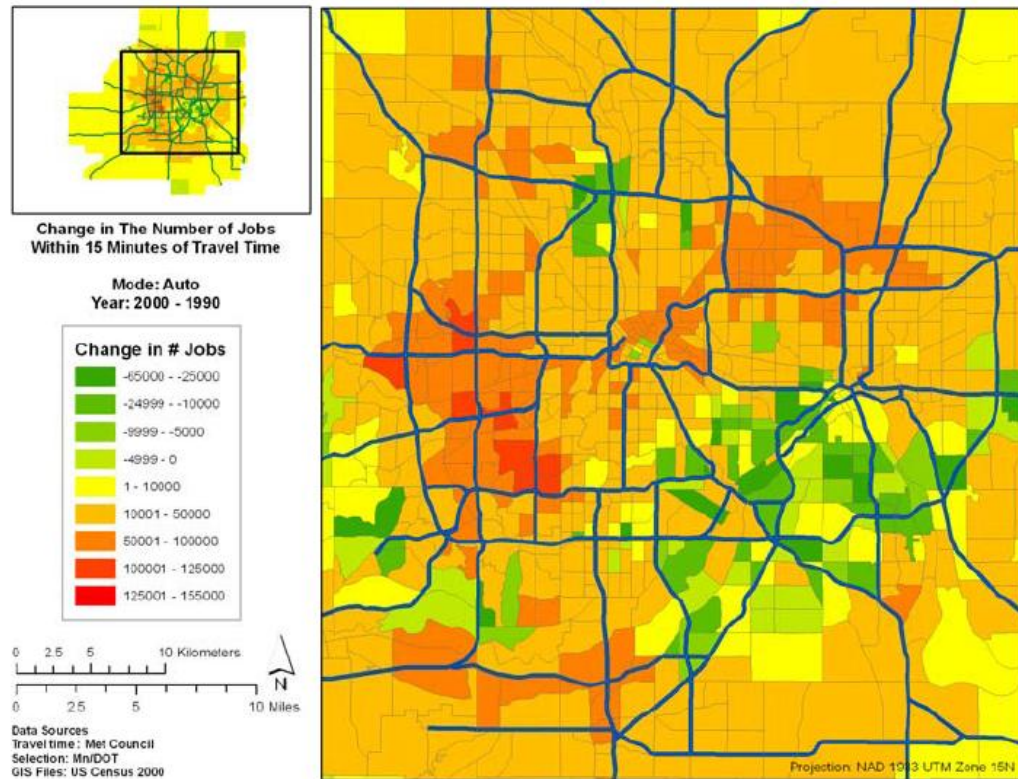 Change in The Number of Jobs
Within 15 Minutes of Travel Time
Mode: Auto
Year: 2000 - 1990
Change in # Jobs
-65000 - -25000
-24999 - -10000
-9999 - -5000
-4999 - 0
1 - 10000
10001 - 50000
50001 - 100000
100001 - 125000
125001 - 155000
0 2.5 5 10 Kilometers
0 2.5 5 10 Miles
N
Data Sources
Travel time : Met Council
Selection: Mn/DOT
GIS Files: US Census 2000
Projection: NAD 1983 UTM Zone 15N